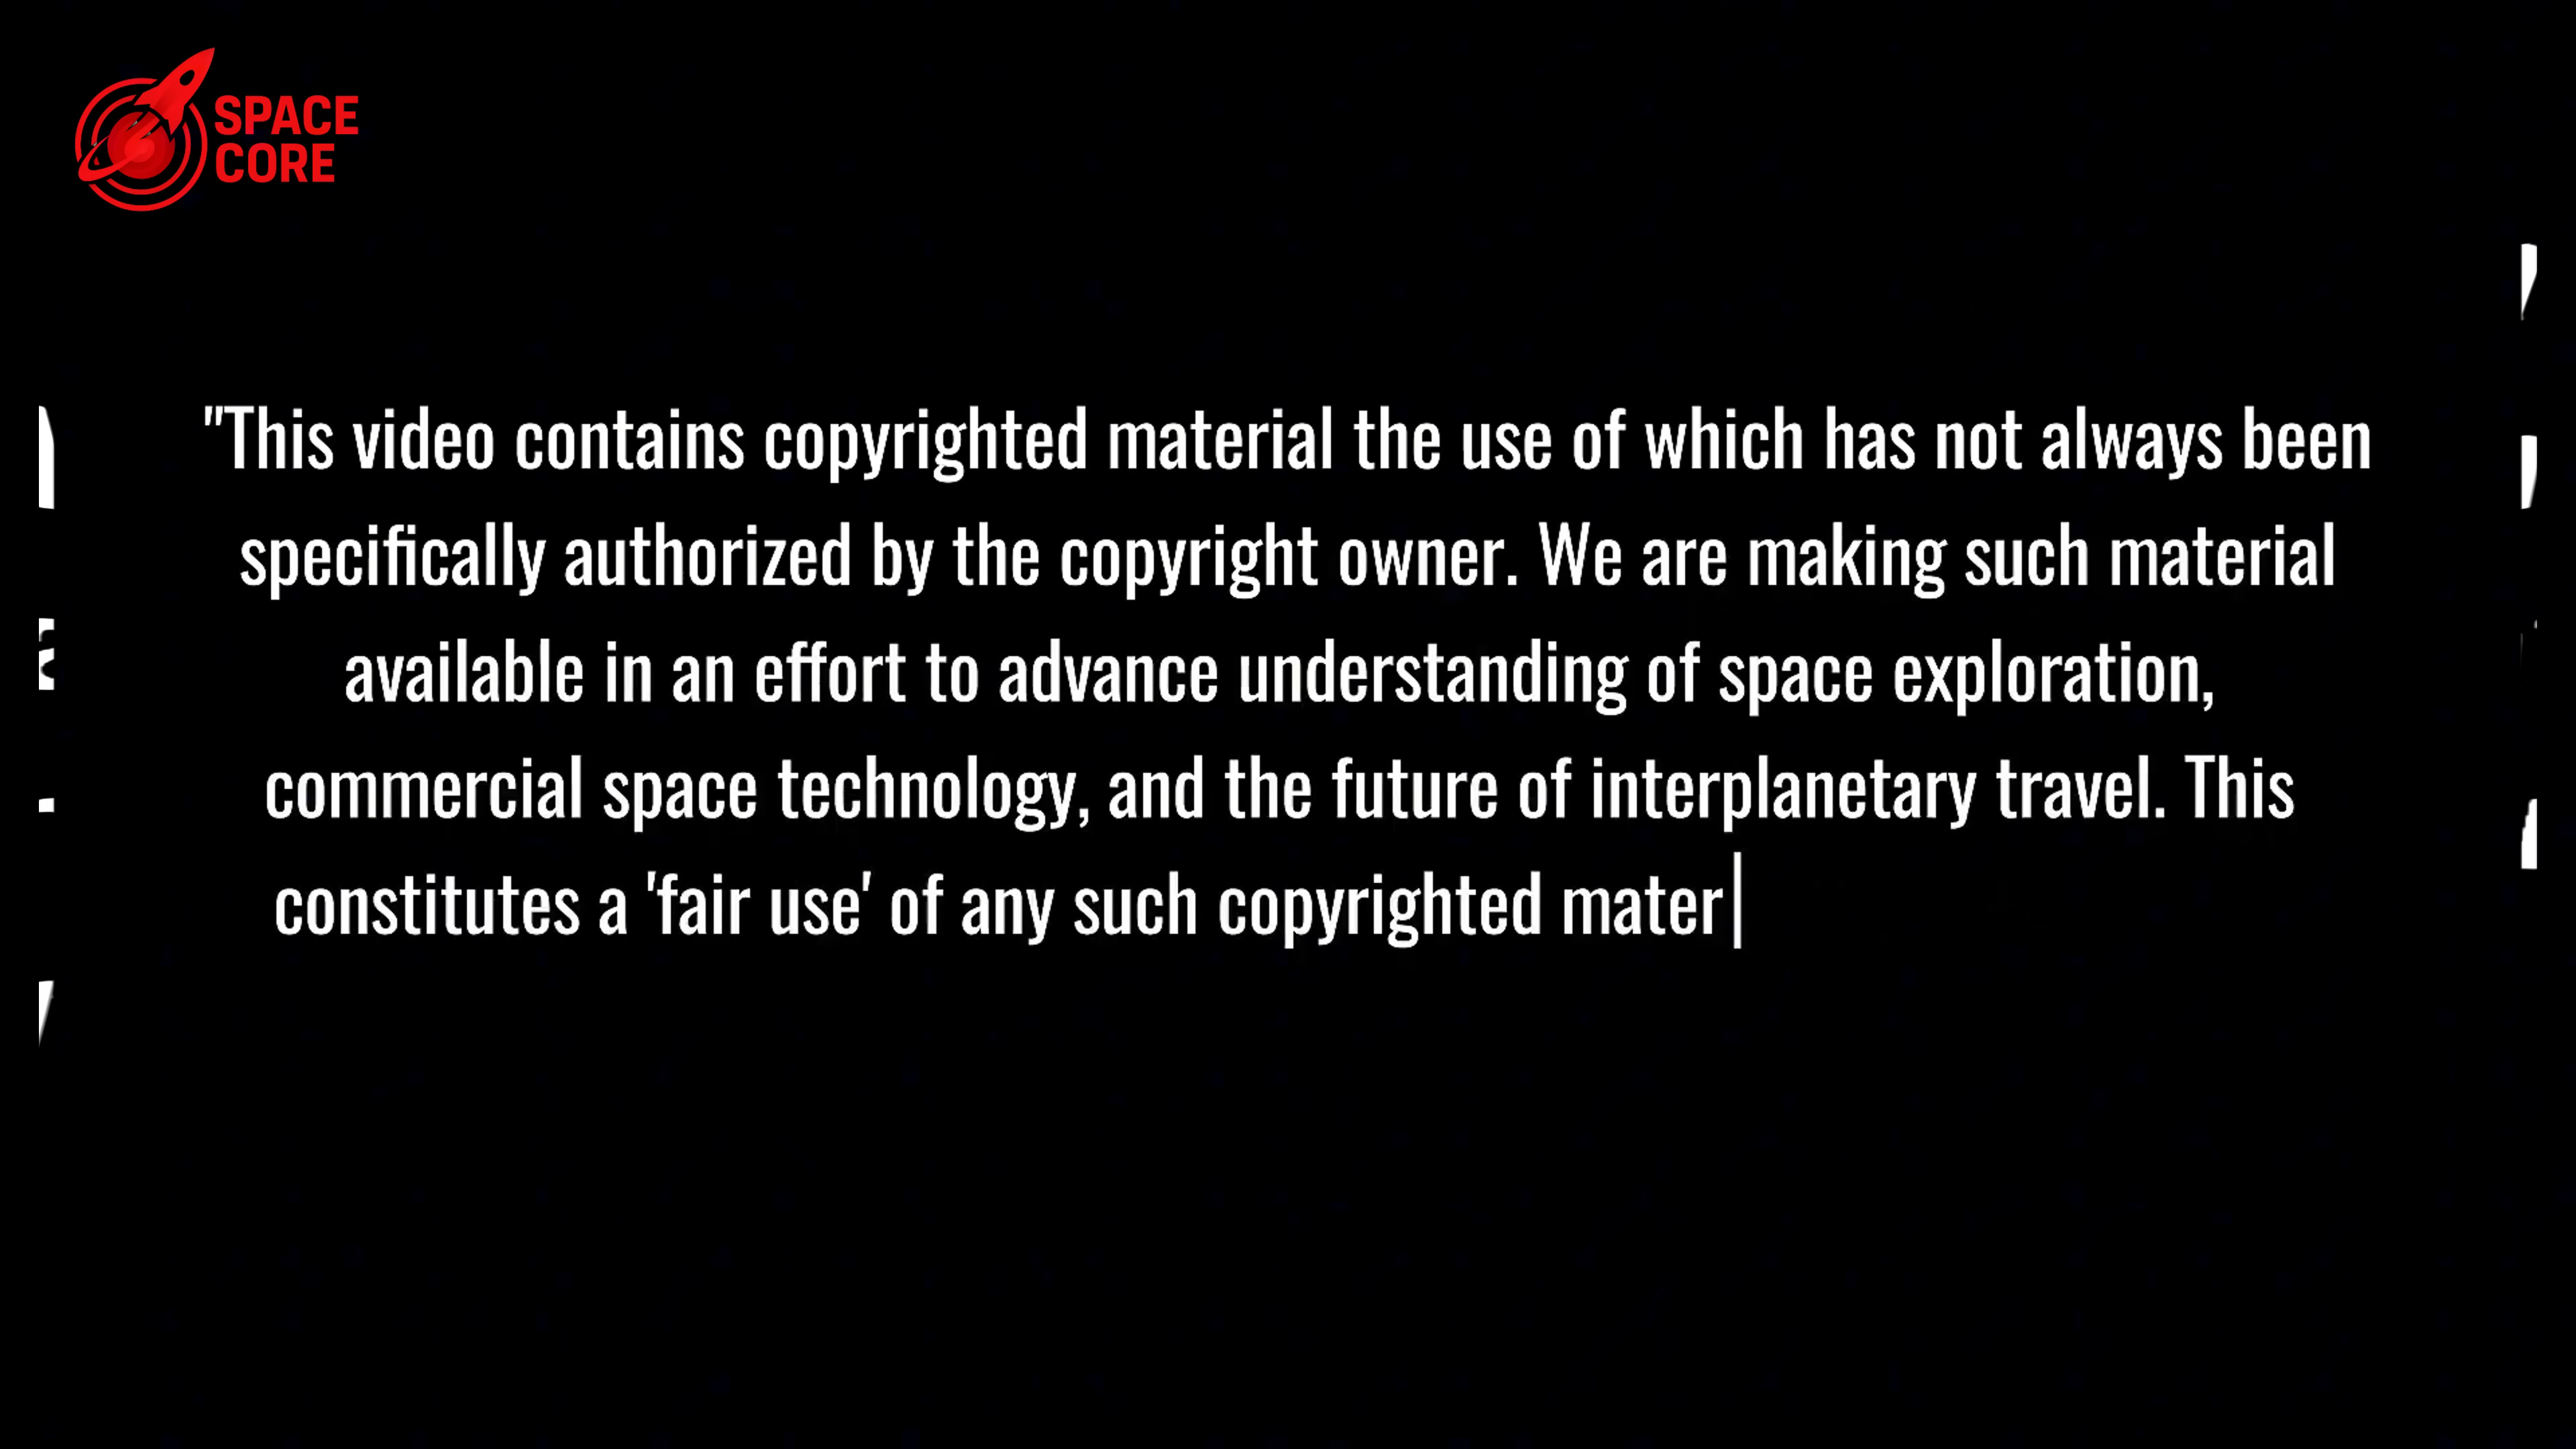 SPACE
CORE
"This video contains copyrighted material the use of which has not always been
specifically authorized by the copyright owner. We are making such material
available in an effort to advance understanding of space exploration,
commercial space technology, and the future of interplanetary travel. This
constitutes a 'fair use' of any such copyrighted mater